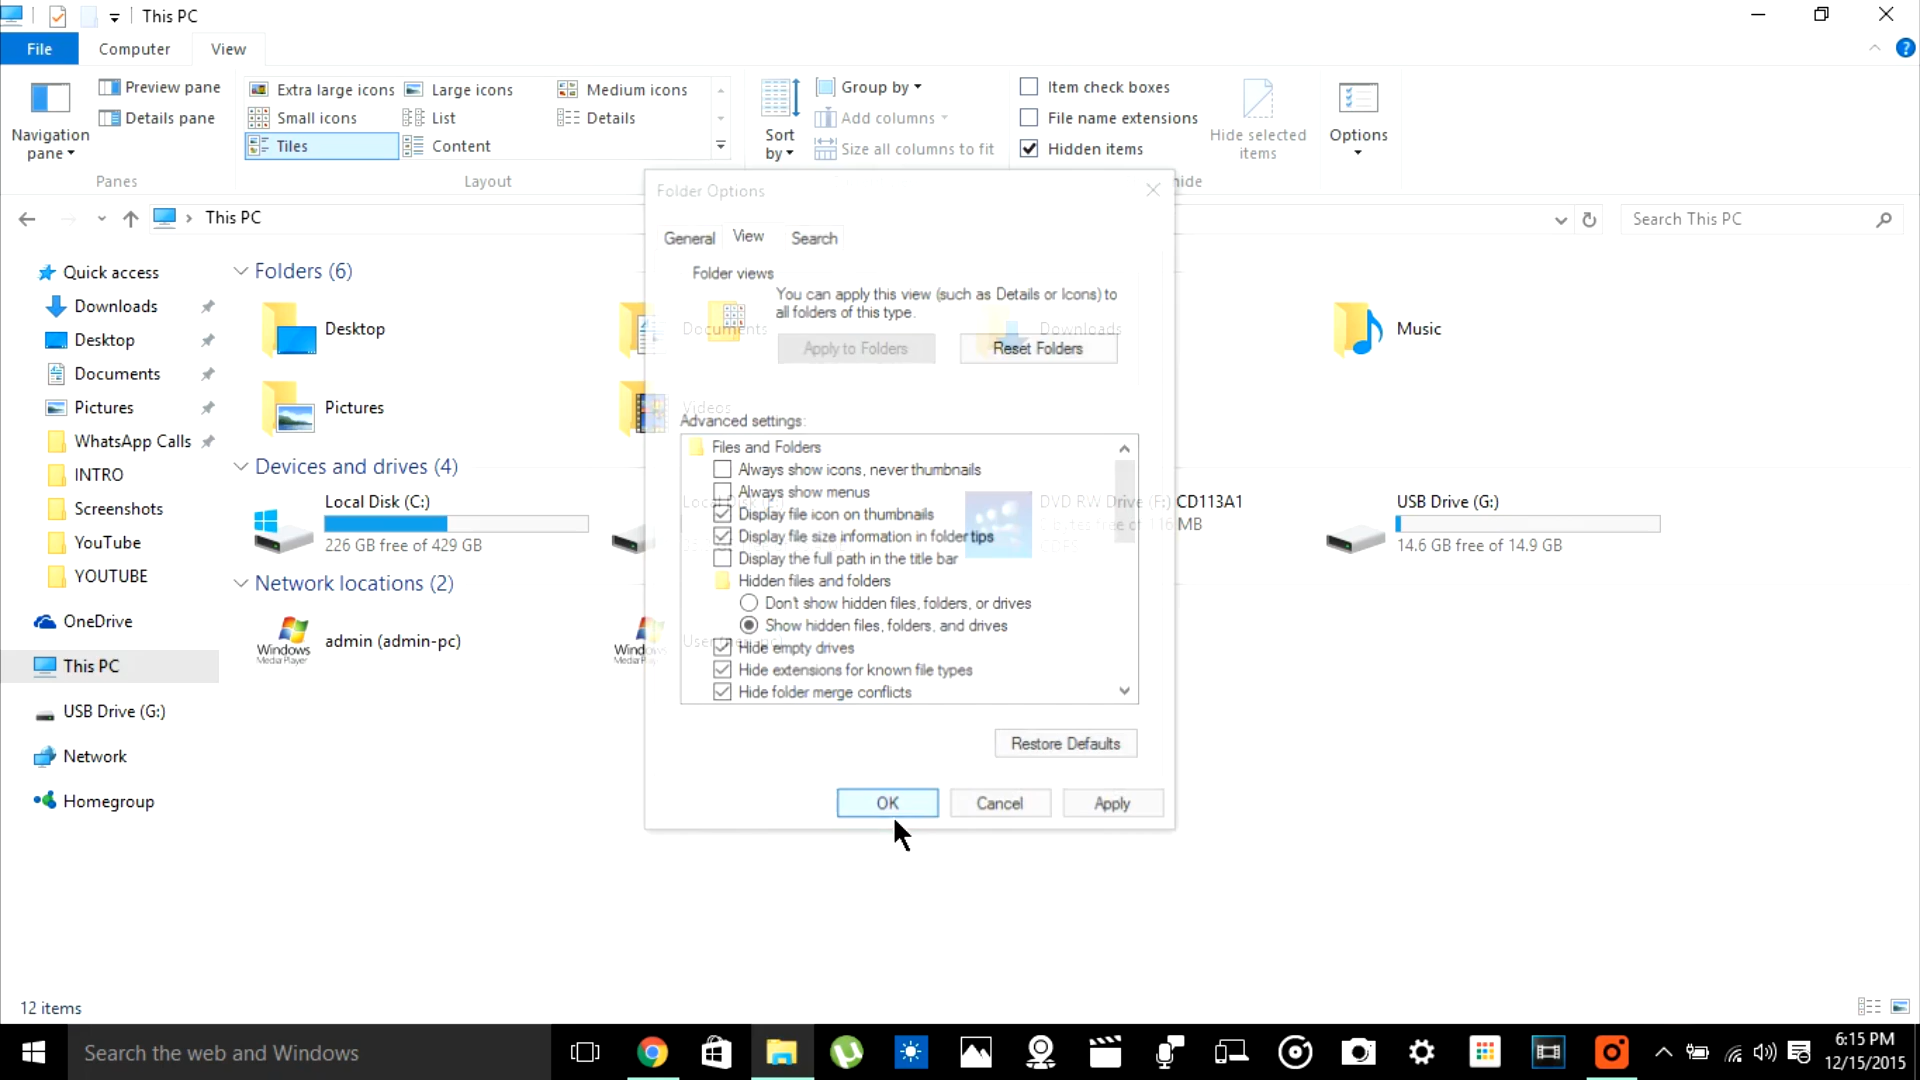 This PC
File
Computer
View
Navigation pane
Preview pane
Details pane
Panes
Extra large icons
Large icons
Medium icons
Small icons
List
Details
Tiles
Content
Layout
Sort by
Group by
Add columns
Size all columns to fit
Item check boxes
File name extensions
Hidden items
Hide selected items
Options
hide
This PC
Search This PC
Quick access
Downloads
Desktop
Documents
Pictures
WhatsApp Calls
INTRO
Screenshots
YouTube
YOUTUBE
OneDrive
This PC
USB Drive (G:)
Network
Homegroup
Folders (6)
Desktop
Documents
Downloads
Music
Pictures
Videos
Devices and drives (4)
Local Disk (C:)
226 GB free of 429 GB
DVD RW Drive (F:) CD113A1
USB Drive (G:)
14.6 GB free of 14.9 GB
Network locations (2)
Windows
Media Player
admin (admin-pc)
Folder Options
General
View
Search
Folder views
You can apply this view (such as Details or Icons) to
all folders of this type.
Apply to Folders
Reset Folders
Advanced settings:
Files and Folders
Always show icons, never thumbnails
Always show menus
Display file icon on thumbnails
Display file size information in folder tips
Display the full path in the title bar
Hidden files and folders
Don't show hidden files, folders, or drives
Show hidden files, folders, and drives
Hide empty drives
Hide extensions for known file types
Hide folder merge conflicts
Restore Defaults
OK
Cancel
Apply
12 items
Search the web and Windows
6:15 PM
12/15/2015